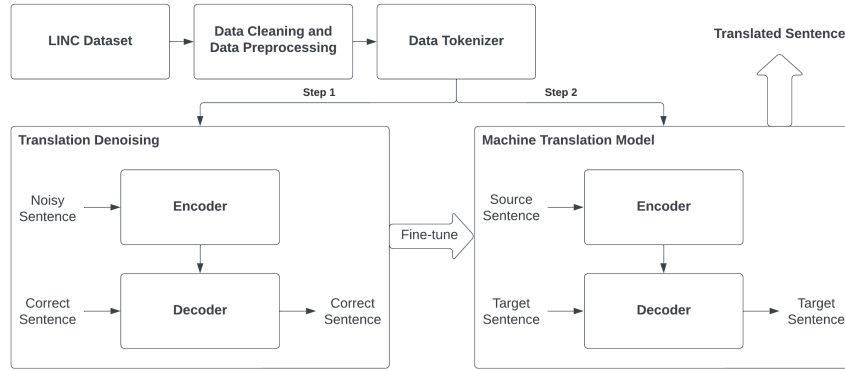 LINC Dataset
Data Cleaning and
Data Preprocessing
Data Tokenizer
Translated Sentence
Step 1
Step 2
Translation Denoising
Noisy
Sentence
Encoder
Correct
Sentence
Decoder
Correct
Sentence
Fine-tune
Machine Translation Model
Source
Sentence
Encoder
Target
Sentence
Decoder
Target
Sentence